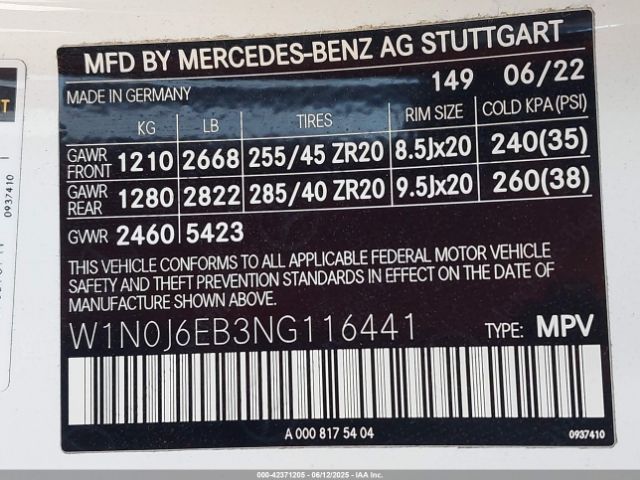 MFD BY MERCEDES-BENZ AG STUTTGART
MADE IN GERMANY 149 06/22
KG LB TIRES RIM SIZE COLD KPA (PSI)
GAWR FRONT 1210 2668 255/45 ZR20 8.5Jx20 240(35)
GAWR REAR 1280 2822 285/40 ZR20 9.5Jx20 260(38)
GVWR 2460 5423
THIS VEHICLE CONFORMS TO ALL APPLICABLE FEDERAL MOTOR VEHICLE
SAFETY AND THEFT PREVENTION STANDARDS IN EFFECT ON THE DATE OF
MANUFACTURE SHOWN ABOVE.
W1N0J6EB3NG116441 TYPE: MPV
A 000 817 54 04
0937410
0937410
000-42371205 - 06/12/2025 - IAAI.COM